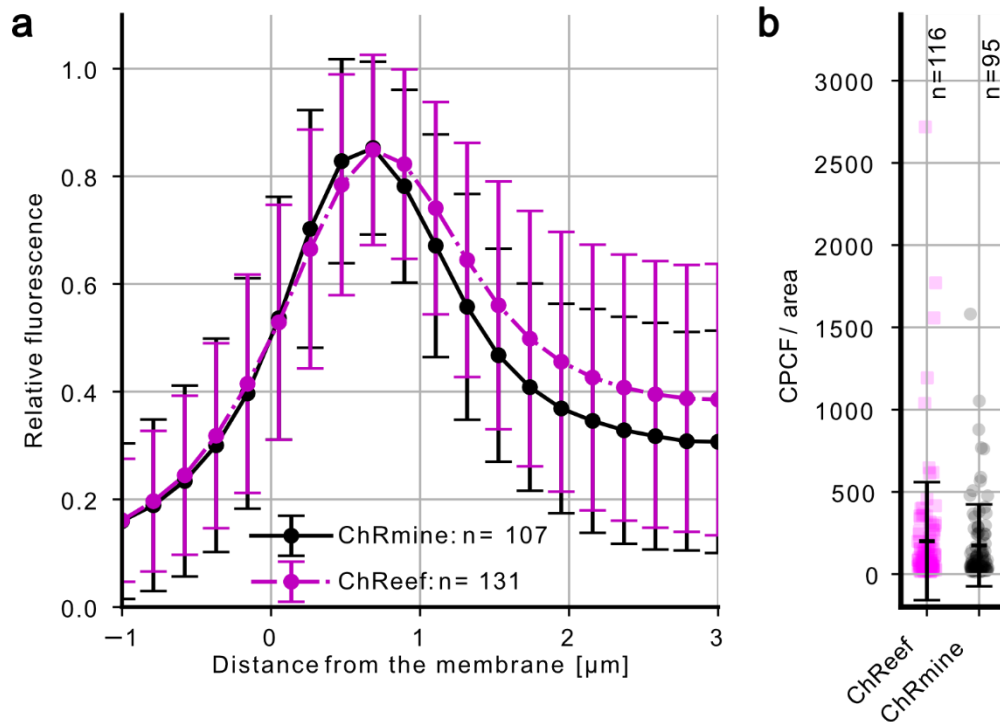 a
Relative fluorescence
1.0
0.8
0.6
0.4
0.2
0.0
−1
0
1
2
3
Distance from the membrane [µm]
ChRmine: n= 107
ChReef: n= 131
b
CPCF/ area
3000
2500
2000
1500
1000
500
0
n=116
n=95
ChReef
ChRmine